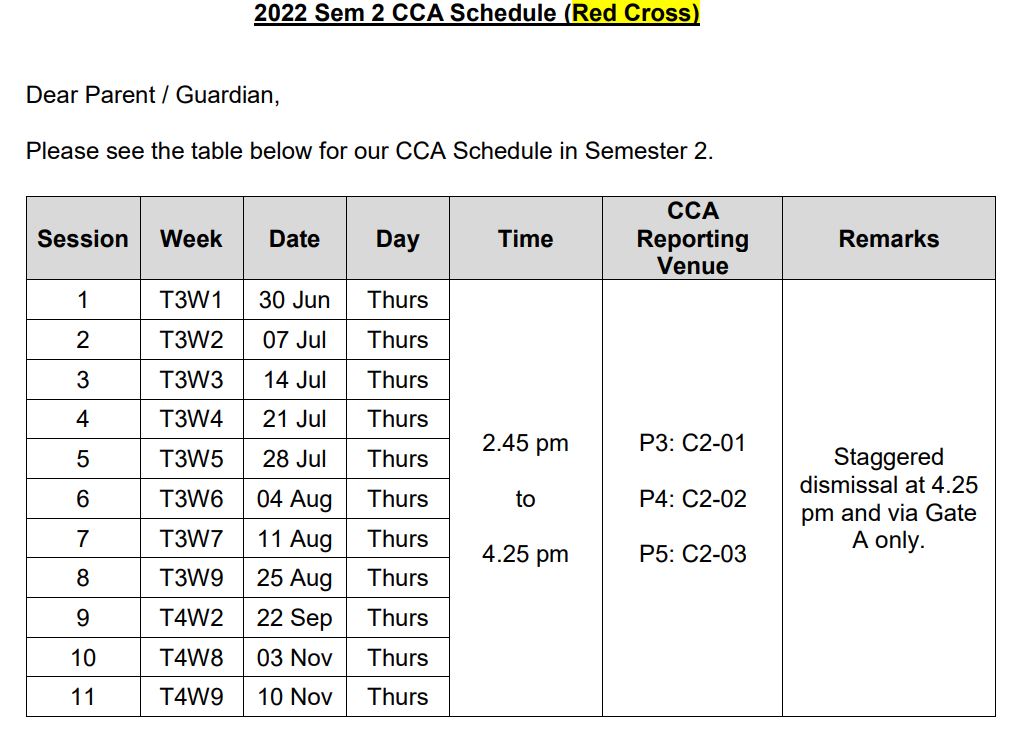 2022 Sem 2 CCA Schedule (Red Cross)
Dear Parent / Guardian,
Please see the table below for our CCA Schedule in Semester 2.
Session Week Date Day Time CCA Reporting Venue Remarks
1 T3W1 30 Jun Thurs
2 T3W2 07 Jul Thurs
3 T3W3 14 Jul Thurs
4 T3W4 21 Jul Thurs
5 T3W5 28 Jul Thurs
6 T3W6 04 Aug Thurs
7 T3W7 11 Aug Thurs
8 T3W9 25 Aug Thurs
9 T4W2 22 Sep Thurs
10 T4W8 03 Nov Thurs
11 T4W9 10 Nov Thurs
2.45 pm
to
4.25 pm
P3: C2-01
P4: C2-02
P5: C2-03
Staggered
dismissal at 4.25
pm and via Gate
A only.